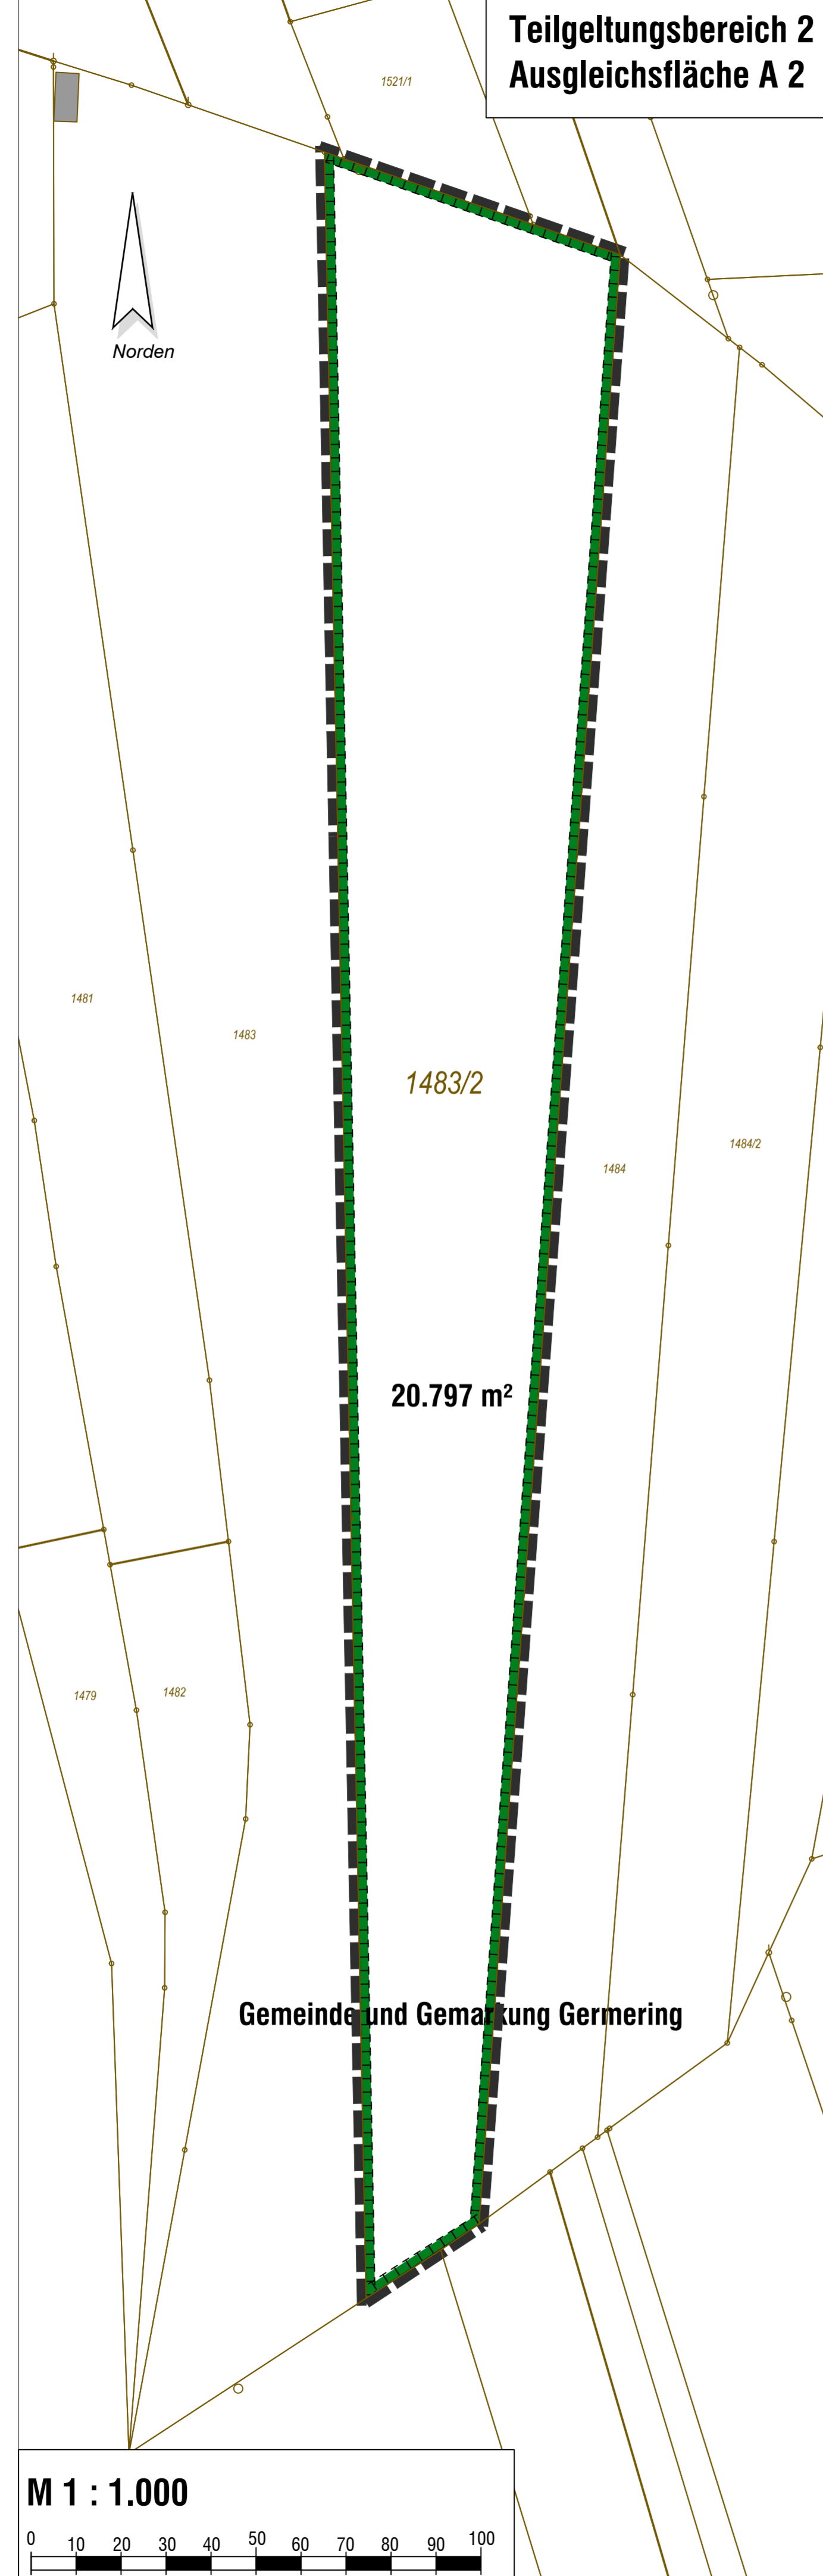 Teilgeltungsbereich 2
Ausgleichsfläche A 2
1521/1
Norden
1481
1483
1483/2
1484/2
1484
20.797 m²
1479
1482
Gemeinde und Gemarkung Germering
M 1 : 1.000
0 10 20 30 40 50 60 70 80 90 100